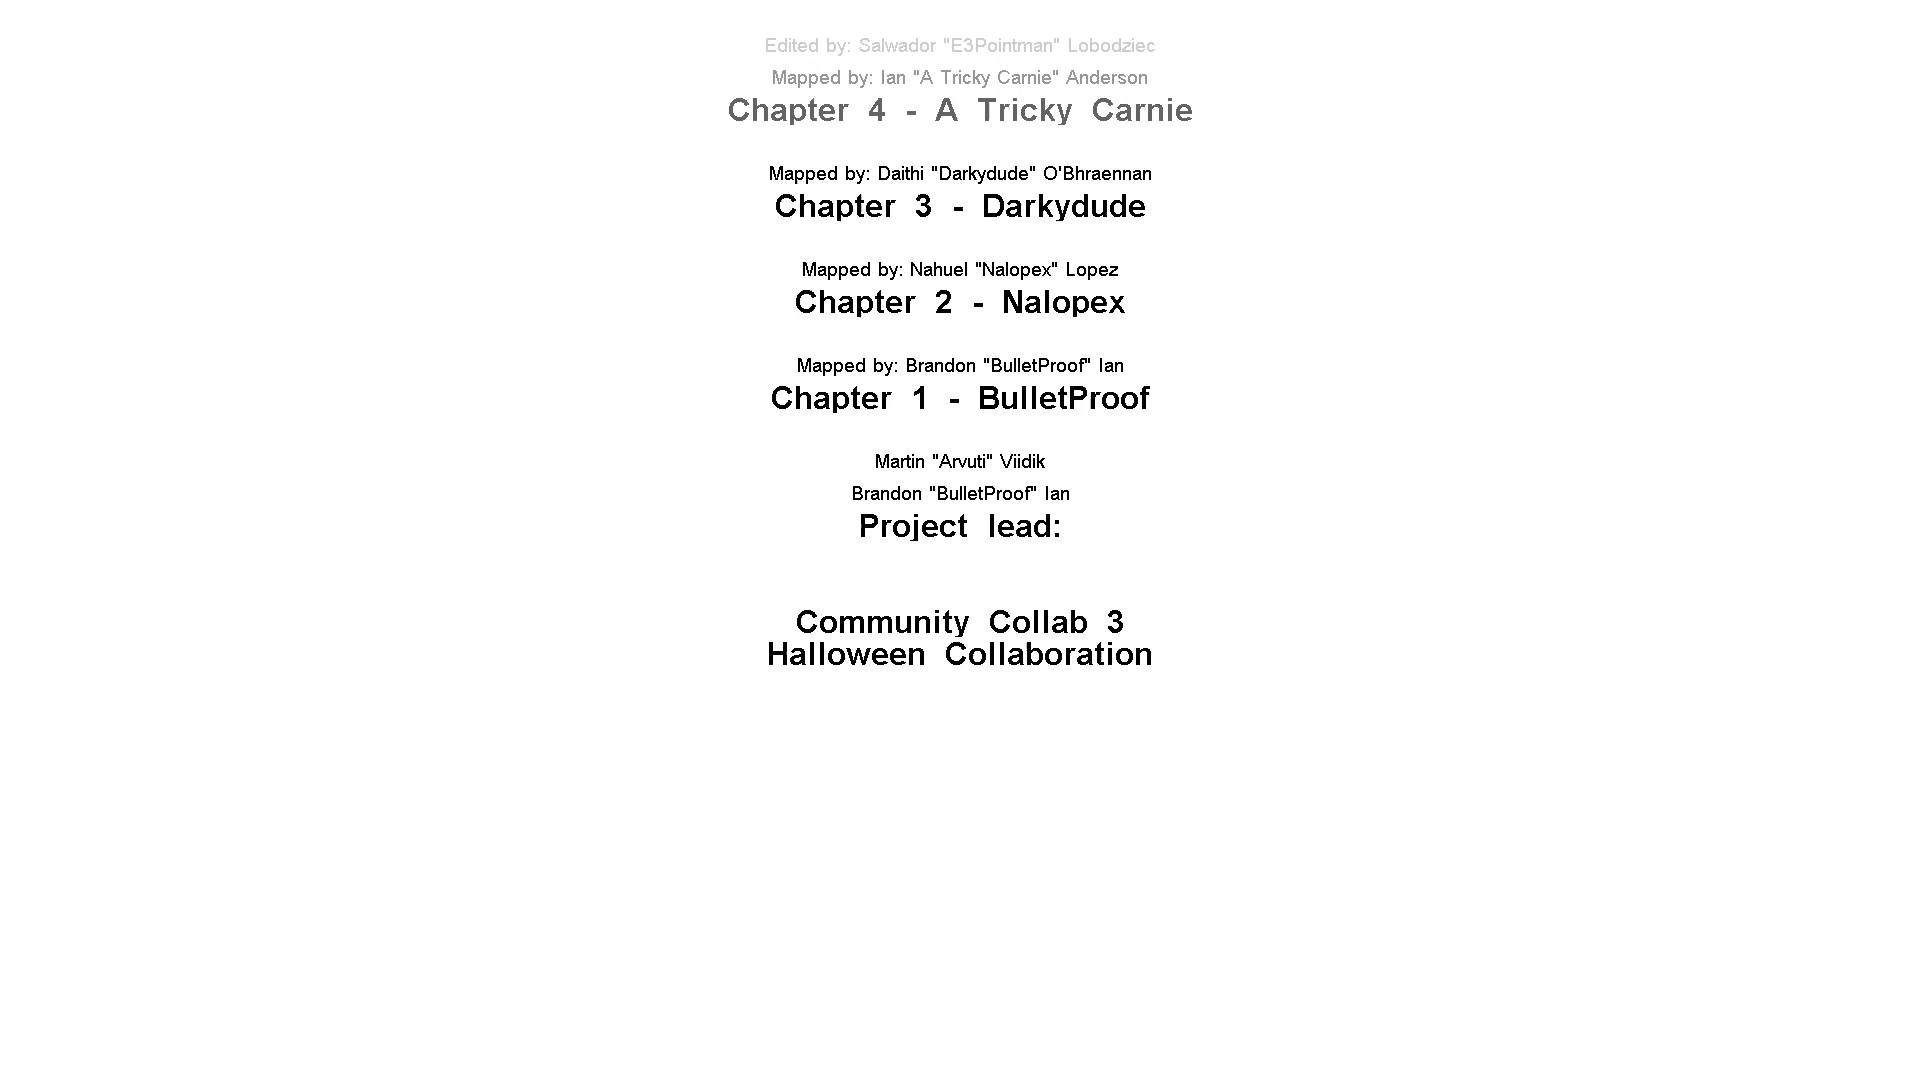 Edited by: Salwador "E3Pointman" Lobodziec
Mapped by: Ian "A Tricky Carnie" Anderson
Chapter 4 - A Tricky Carnie
Mapped by: Daithi "Darkydude" O'Bhraennan
Chapter 3 - Darkydude
Mapped by: Nahuel "Nalopex" Lopez
Chapter 2 - Nalopex
Mapped by: Brandon "BulletProof" Ian
Chapter 1 - BulletProof
Martin "Arvuti" Viidik
Brandon "BulletProof" Ian
Project lead:
Community Collab 3
Halloween Collaboration